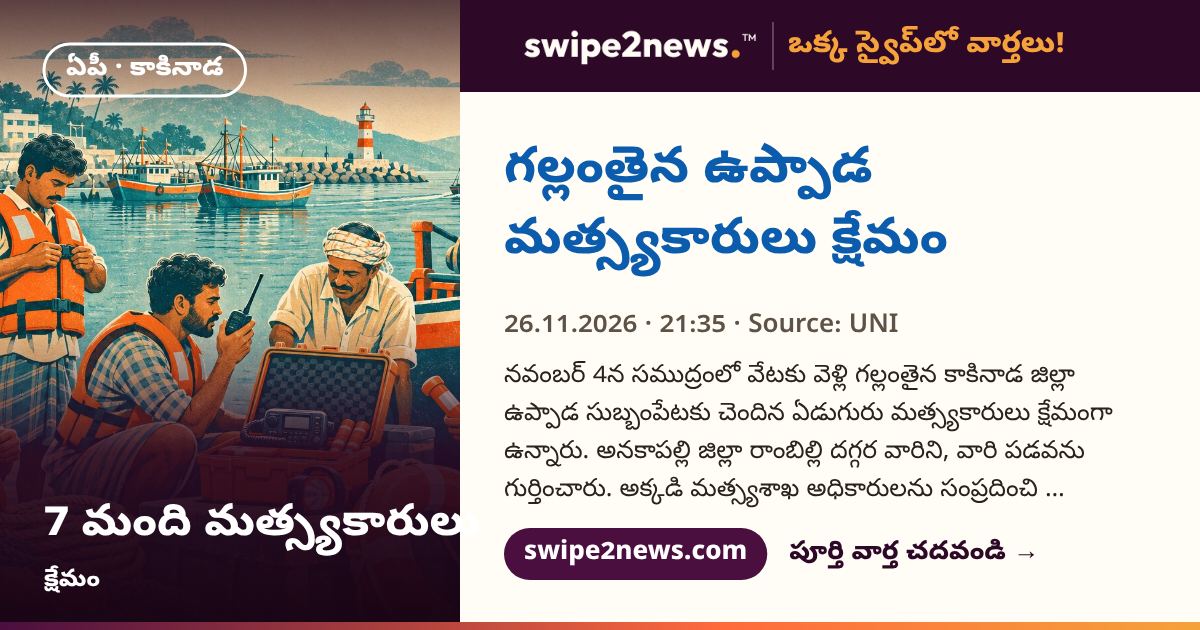 ఏపీ · కాకినాడ
7 మంది మత్స్యకారులు
క్షేమం
swipe2news.™ ఒక్క స్వైప్‌లో వార్తలు!
గల్లంతైన ఉప్పాడ
మత్స్యకారులు క్షేమం
26.11.2026 · 21:35 · Source: UNI
నవంబర్ 4న సముద్రంలో వేటకు వెళ్లి గల్లంతైన కాకినాడ జిల్లా
ఉప్పాడ సుబ్బంపేటకు చెందిన ఏడుగురు మత్స్యకారులు క్షేమంగా
ఉన్నారు. అనకాపల్లి జిల్లా రాంబిల్లి దగ్గర వారిని, వారి పడవను
గుర్తించారు. అక్కడి మత్స్యశాఖ అధికారులను సంప్రదించి ...
swipe2news.com పూర్తి వార్త చదవండి →